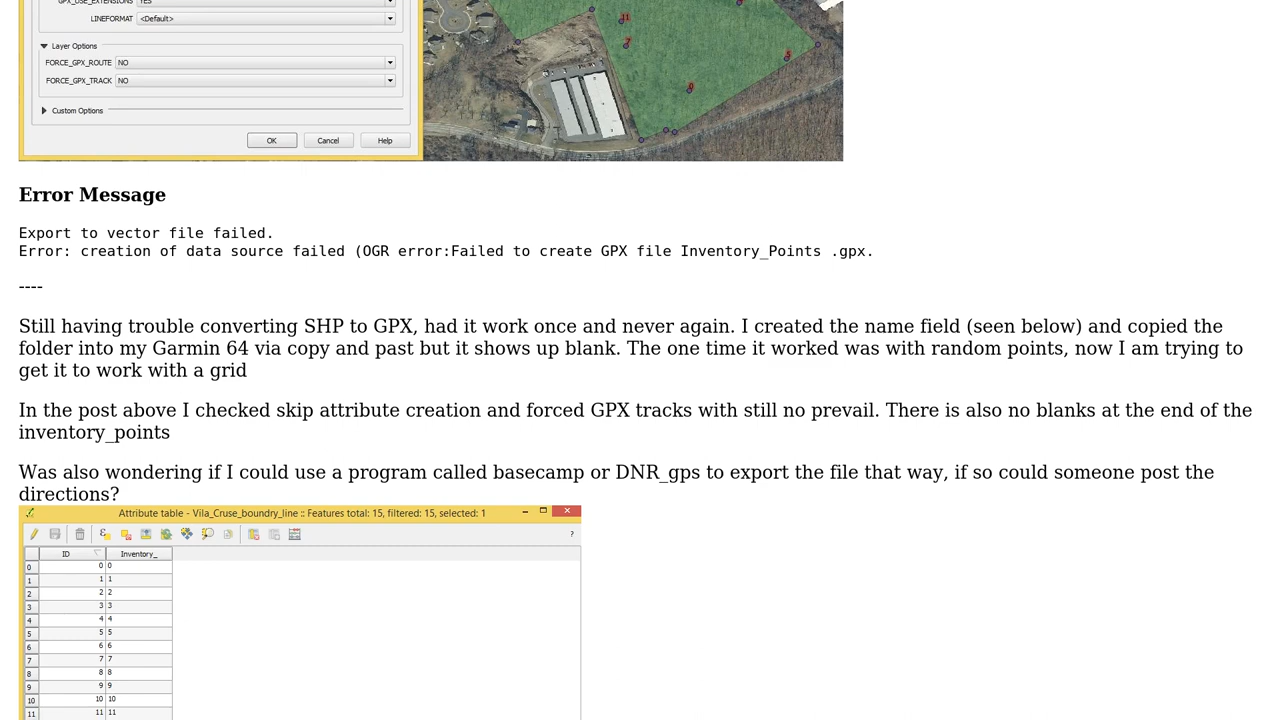 GPX_USE_EXTENSIONS YES
LINEFORMAT <Default>
Layer Options
FORCE_GPX_ROUTE NO
FORCE_GPX_TRACK NO
Custom Options
OK Cancel Help
11
7
5
9
Error Message
Export to vector file failed.
Error: creation of data source failed (OGR error:Failed to create GPX file Inventory_Points .gpx.
----
Still having trouble converting SHP to GPX, had it work once and never again. I created the name field (seen below) and copied the
folder into my Garmin 64 via copy and past but it shows up blank. The one time it worked was with random points, now I am trying to
get it to work with a grid
In the post above I checked skip attribute creation and forced GPX tracks with still no prevail. There is also no blanks at the end of the
inventory_points
Was also wondering if I could use a program called basecamp or DNR_gps to export the file that way, if so could someone post the
directions?
Attribute table - Vila_Cruse_boundry_line :: Features total: 15, filtered: 15, selected: 1
?
ID Inventory_
0 0 0
1 1 1
2 2 2
3 3 3
4 4 4
5 5 5
6 6 6
7 7 7
8 8 8
9 9 9
10 10 10
11 11 11